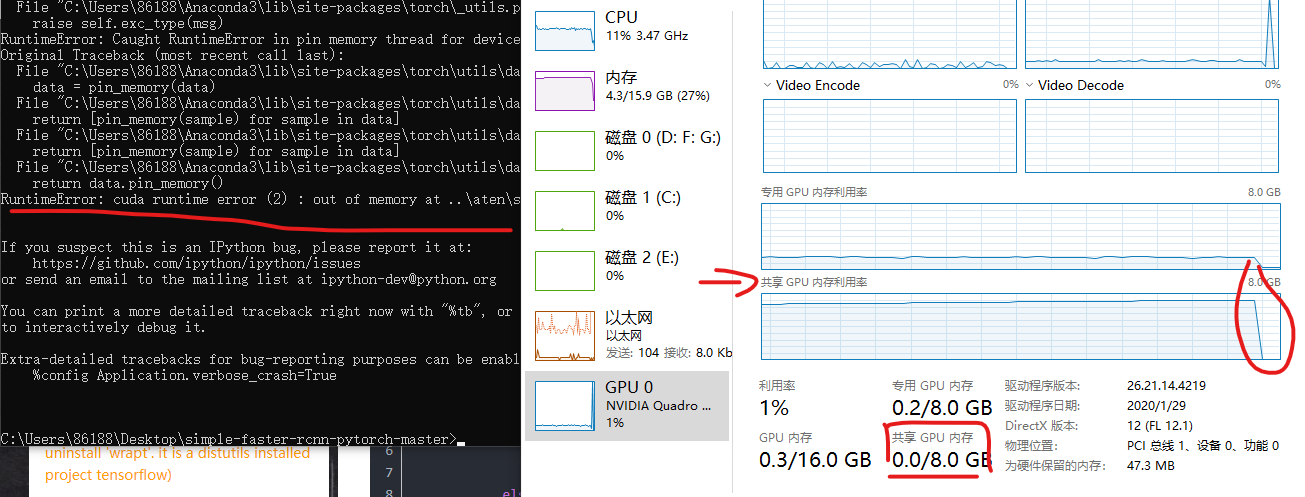 File "C:\Users\86188\Anaconda3\lib\site-packages\torch\_utils.p
raise self.exc_type(msg)
RuntimeError: Caught RuntimeError in pin memory thread for device
Original Traceback (most recent call last):
File "C:\Users\86188\Anaconda3\lib\site-packages\torch\utils\da
data = pin_memory(data)
File "C:\Users\86188\Anaconda3\lib\site-packages\torch\utils\da
return [pin_memory(sample) for sample in data]
File "C:\Users\86188\Anaconda3\lib\site-packages\torch\utils\da
return [pin_memory(sample) for sample in data]
File "C:\Users\86188\Anaconda3\lib\site-packages\torch\utils\da
return data.pin_memory()
RuntimeError: cuda runtime error (2) : out of memory at ..\aten\s
If you suspect this is an IPython bug, please report it at:
https://github.com/ipython/ipython/issues
or send an email to the mailing list at ipython-dev@python.org
You can print a more detailed traceback right now with "%tb", or
to interactively debug it.
Extra-detailed tracebacks for bug-reporting purposes can be enabl
%config Application.verbose_crash=True
C:\Users\86188\Desktop\simple-faster-rcnn-pytorch-master>
uninstall 'wrapt'. it is a distutils installed
project tensorflow)
6
7
8
els
CPU
11% 3.47 GHz
内存
4.3/15.9 GB (27%)
磁盘 0 (D: F: G:)
0%
磁盘 1 (C:)
0%
磁盘 2 (E:)
0%
以太网
以太网
发送: 104 接收: 8.0 Kb
GPU 0
NVIDIA Quadro ...
1%
Video Encode 0%
Video Decode 0%
专用 GPU 内存利用率 8.0 GB
共享 GPU 内存利用率 8.0 GB
利用率
1%
专用 GPU 内存
0.2/8.0 GB
GPU 内存
0.3/16.0 GB
共享 GPU 内存
0.0/8.0 GB
驱动程序版本: 26.21.14.4219
驱动程序日期: 2020/1/29
DirectX 版本: 12 (FL 12.1)
物理位置: PCI 总线 1、设备 0、功能 0
为硬件保留的内存: 47.3 MB